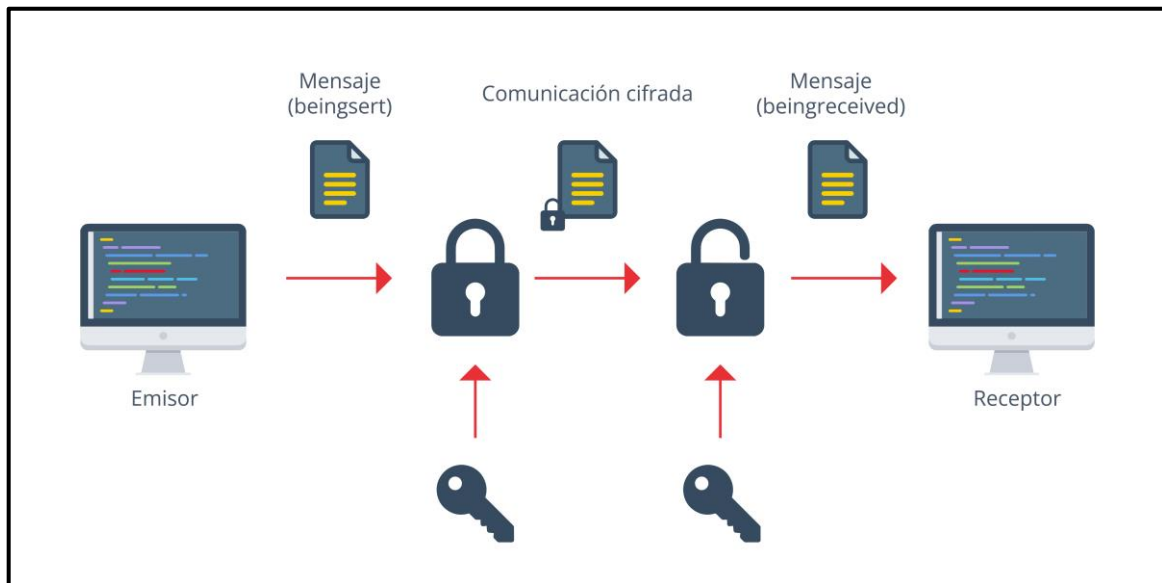 Mensaje
(beingsert)
Comunicación cifrada
Mensaje
(beingreceived)
Emisor
Receptor